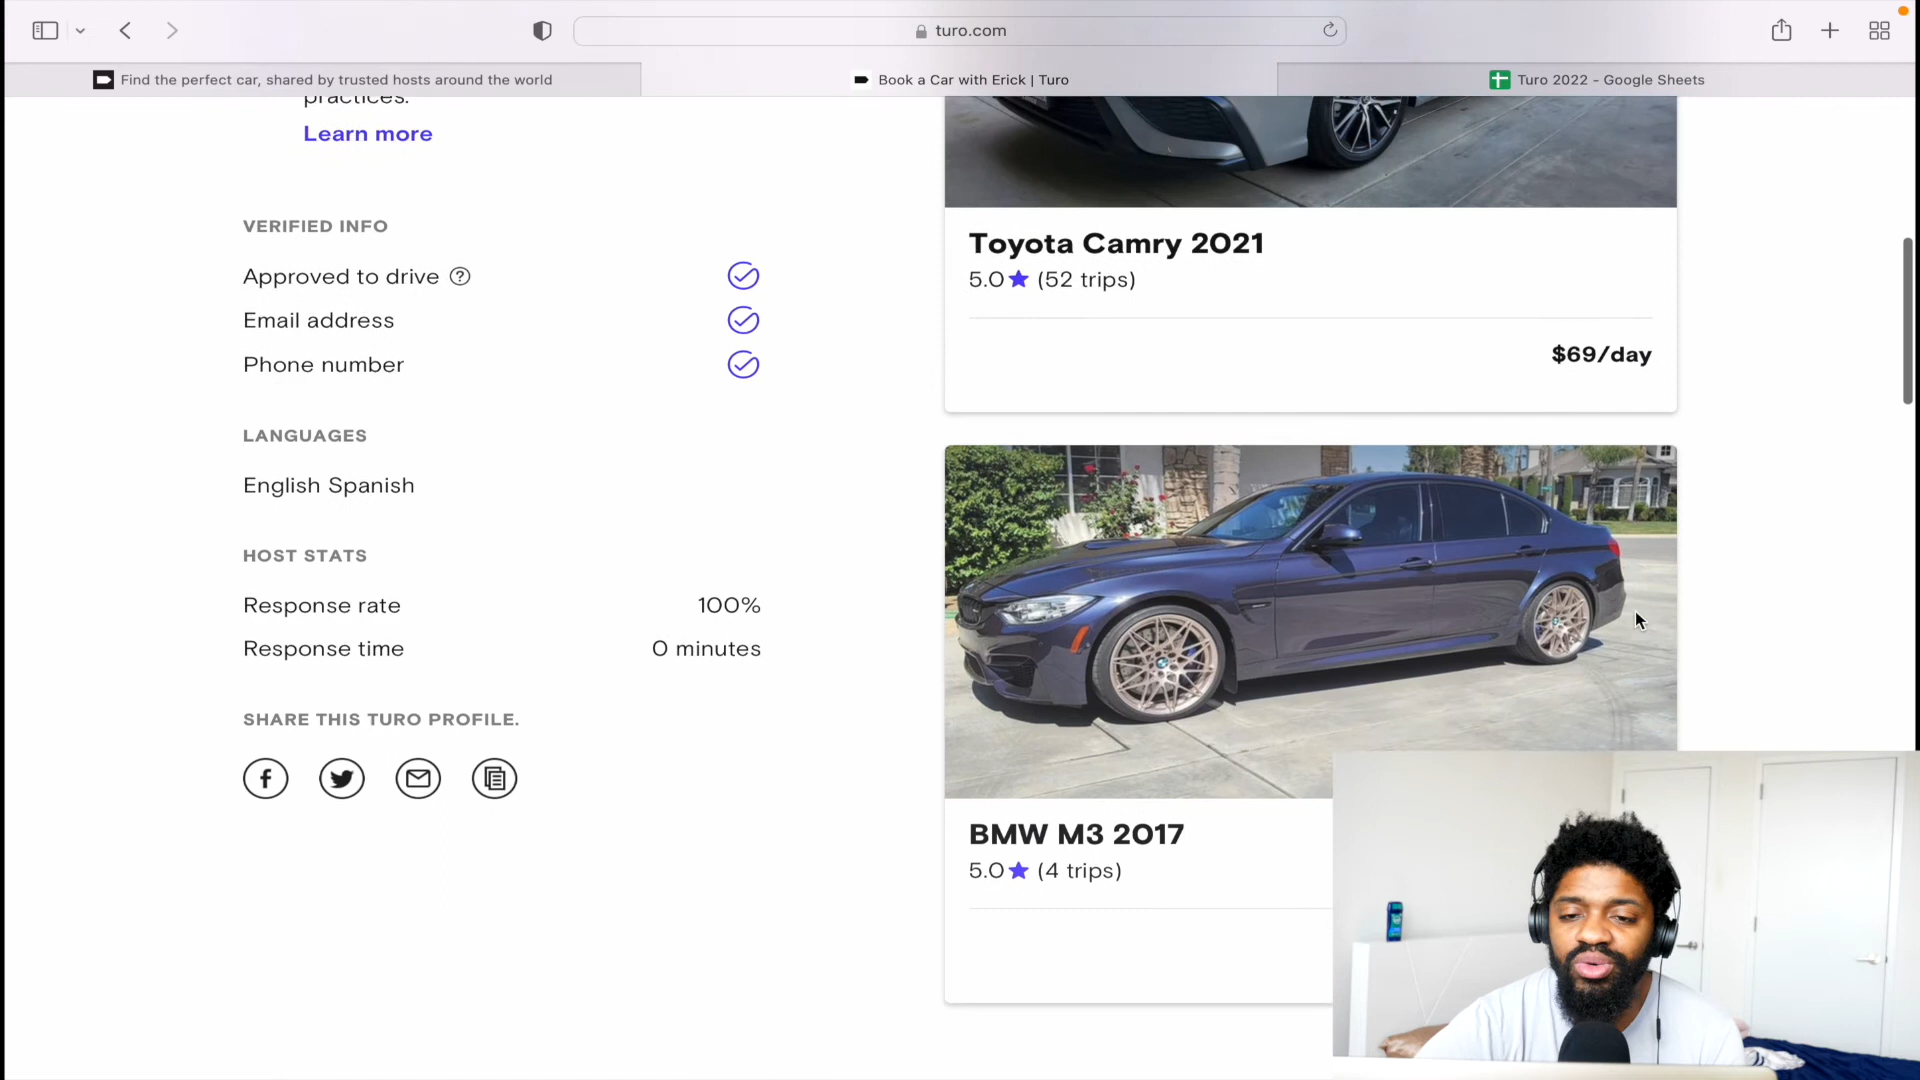 turo.com
Find the perfect car, shared by trusted hosts around the world
Book a Car with Erick | Turo
Turo 2022 - Google Sheets
practices.
Learn more
VERIFIED INFO
Approved to drive ?
Email address
Phone number
LANGUAGES
English Spanish
HOST STATS
Response rate 100%
Response time 0 minutes
SHARE THIS TURO PROFILE.
Toyota Camry 2021
5.0 ★ (52 trips)
$69/day
BMW M3 2017
5.0 ★ (4 trips)